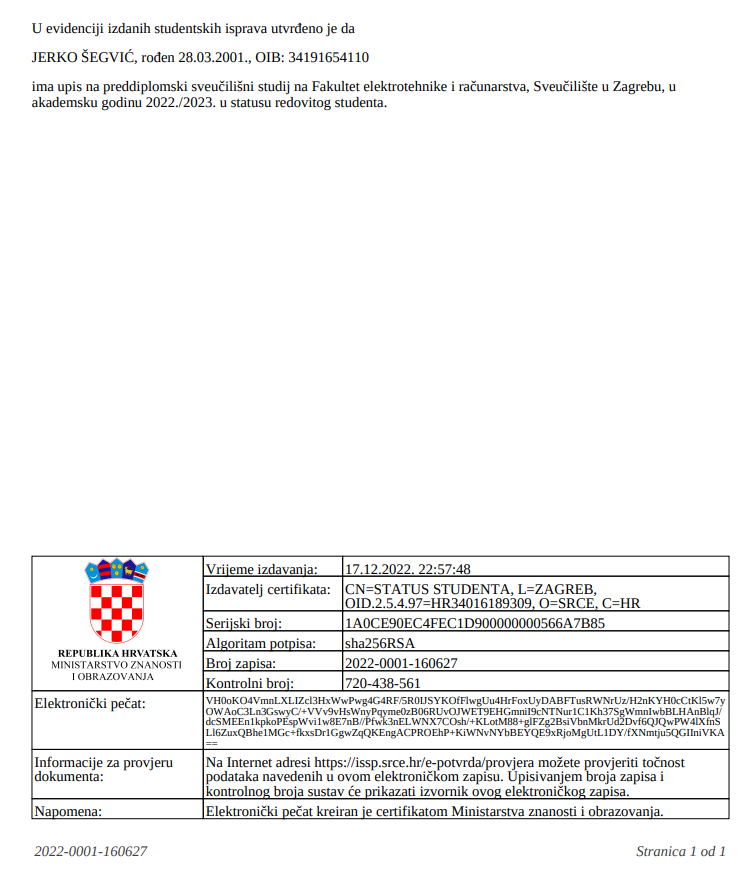 U evidenciji izdanih studentskih isprava utvrđeno je da
JERKO ŠEGVIĆ, rođen 28.03.2001., OIB: 34191654110
ima upis na preddiplomski sveučilišni studij na Fakultet elektrotehnike i računarstva, Sveučilište u Zagrebu, u
akademsku godinu 2022./2023. u statusu redovitog studenta.
REPUBLIKA HRVATSKA
MINISTARSTVO ZNANOSTI
I OBRAZOVANJA
Vrijeme izdavanja: 17.12.2022. 22:57:48
Izdavatelj certifikata: CN=STATUS STUDENTA, L=ZAGREB,
OID.2.5.4.97=HR34016189309, O=SRCE, C=HR
Serijski broj: 1A0CE90EC4FEC1D900000000566A7B85
Algoritam potpisa: sha256RSA
Broj zapisa: 2022-0001-160627
Kontrolni broj: 720-438-561
Elektronički pečat: VH0oKO4VmnLXLIZcl3HxWwPwg4G4RF/5R0IJSYKOfFlwgUu4HrFoxUyDABFTusRWNrUz/H2nKYH0cCtKl5w7y
OWAoC3Ln3GswyC/+VVv9vHsWnyPqyme0zB06RUvOJWET9EHGmniI9cNTNur1C1Kh37SgWmnIwbBLHAnBlqJ/
dcSMEEn1kpkoPEspWvi1w8E7nB//Pfwk3nELWNX7COsh/+KLotM88+glFZg2BsiVbnMkrUd2Dvf6QJQwPW4lXfnS
Ll6ZuxQBhe1MGc+fkxsDr1GgwZqQKEngACPROEhP+KiWNvNYbBEYQE9xRjoMgUtL1DY/fXNmtju5QGIIniVKA
==
Informacije za provjeru
dokumenta:
Na Internet adresi https://issp.srce.hr/e-potvrda/provjera možete provjeriti točnost
podataka navedenih u ovom elektroničkom zapisu. Upisivanjem broja zapisa i
kontrolnog broja sustav će prikazati izvornik ovog elektroničkog zapisa.
Napomena: Elektronički pečat kreiran je certifikatom Ministarstva znanosti i obrazovanja.
2022-0001-160627 Stranica 1 od 1